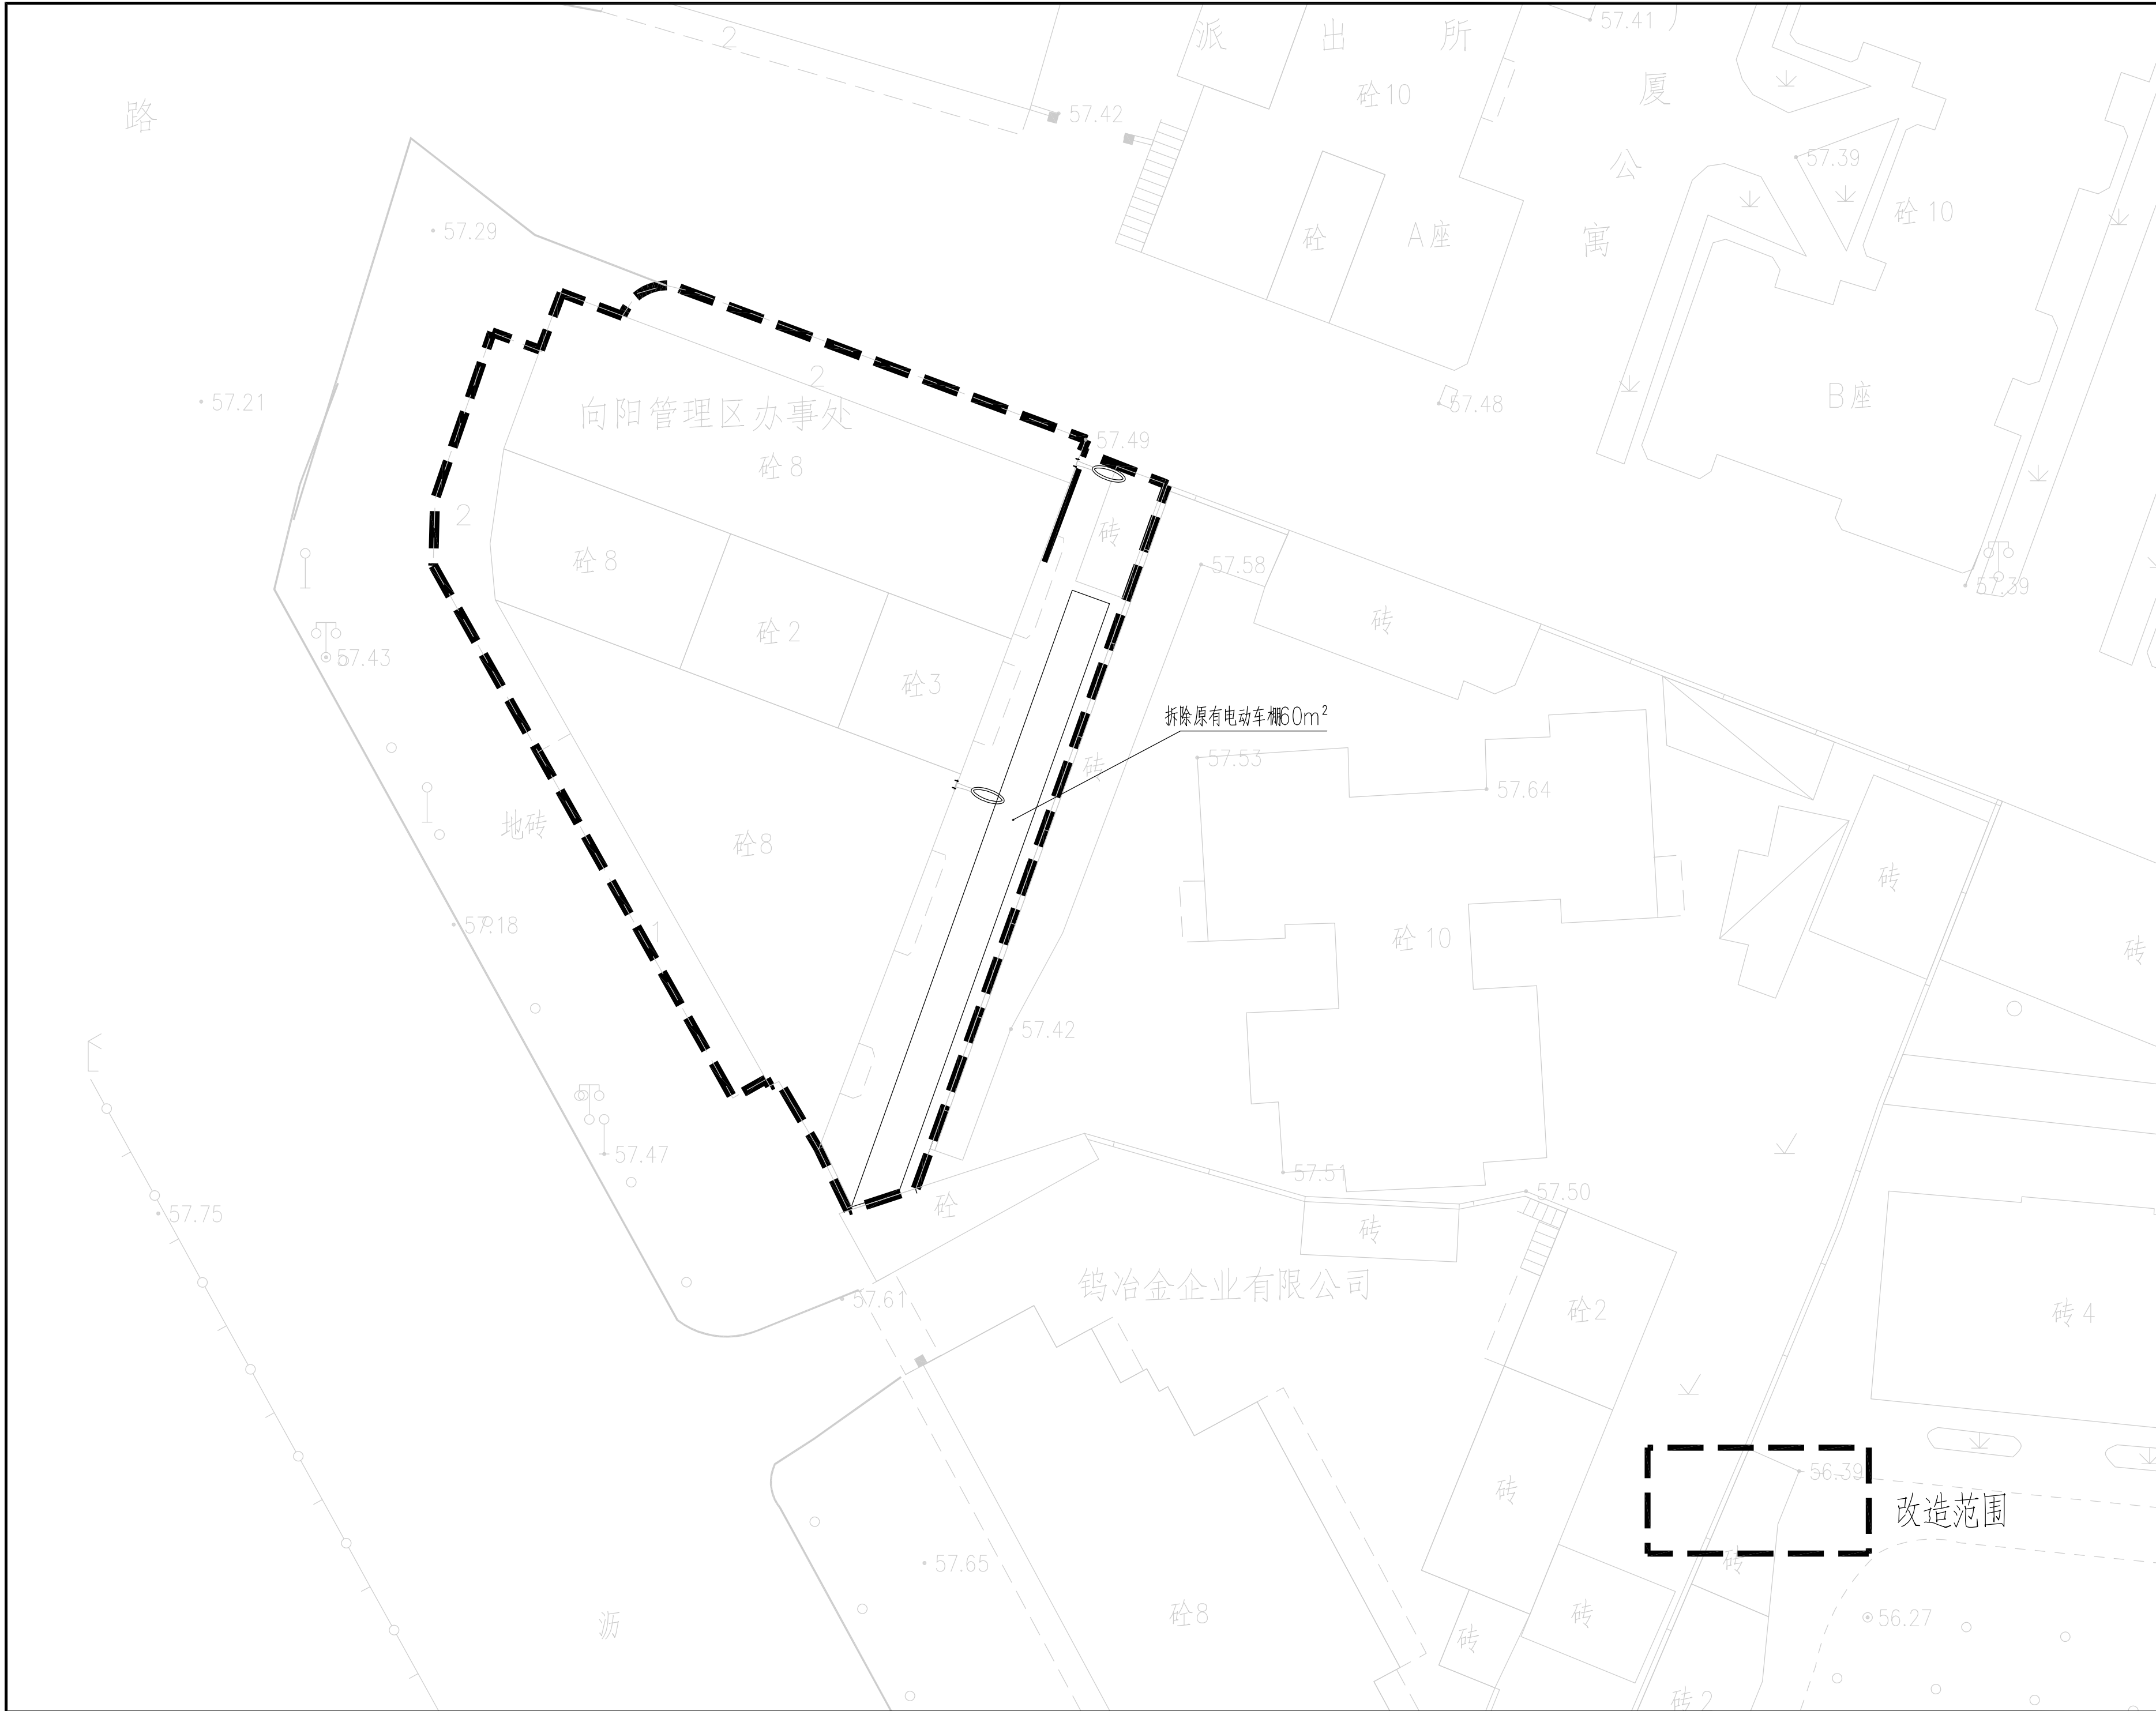 派 出 所
57.41
2
路
砼10
厦
57.42
公
57.39
砼10
寓
57.29
A座
砼
57.21
2
向阳管理区办事处
57.48
B座
57.49
砼8
2
砖
砼8
57.58
57.39
砖
砼2
57.43
砼3
拆除原有电动车棚60m²
57.53
砖
57.64
地砖
砼8
砖
57.18
1
砼10
砖
57.42
57.47
57.51
57.50
57.75
砼
砖
钨冶金企业有限公司
57.61
砼2
砖4
56.39
砖
改造范围
57.65
砖
沥
砼8
砖
56.27
砖
砖2